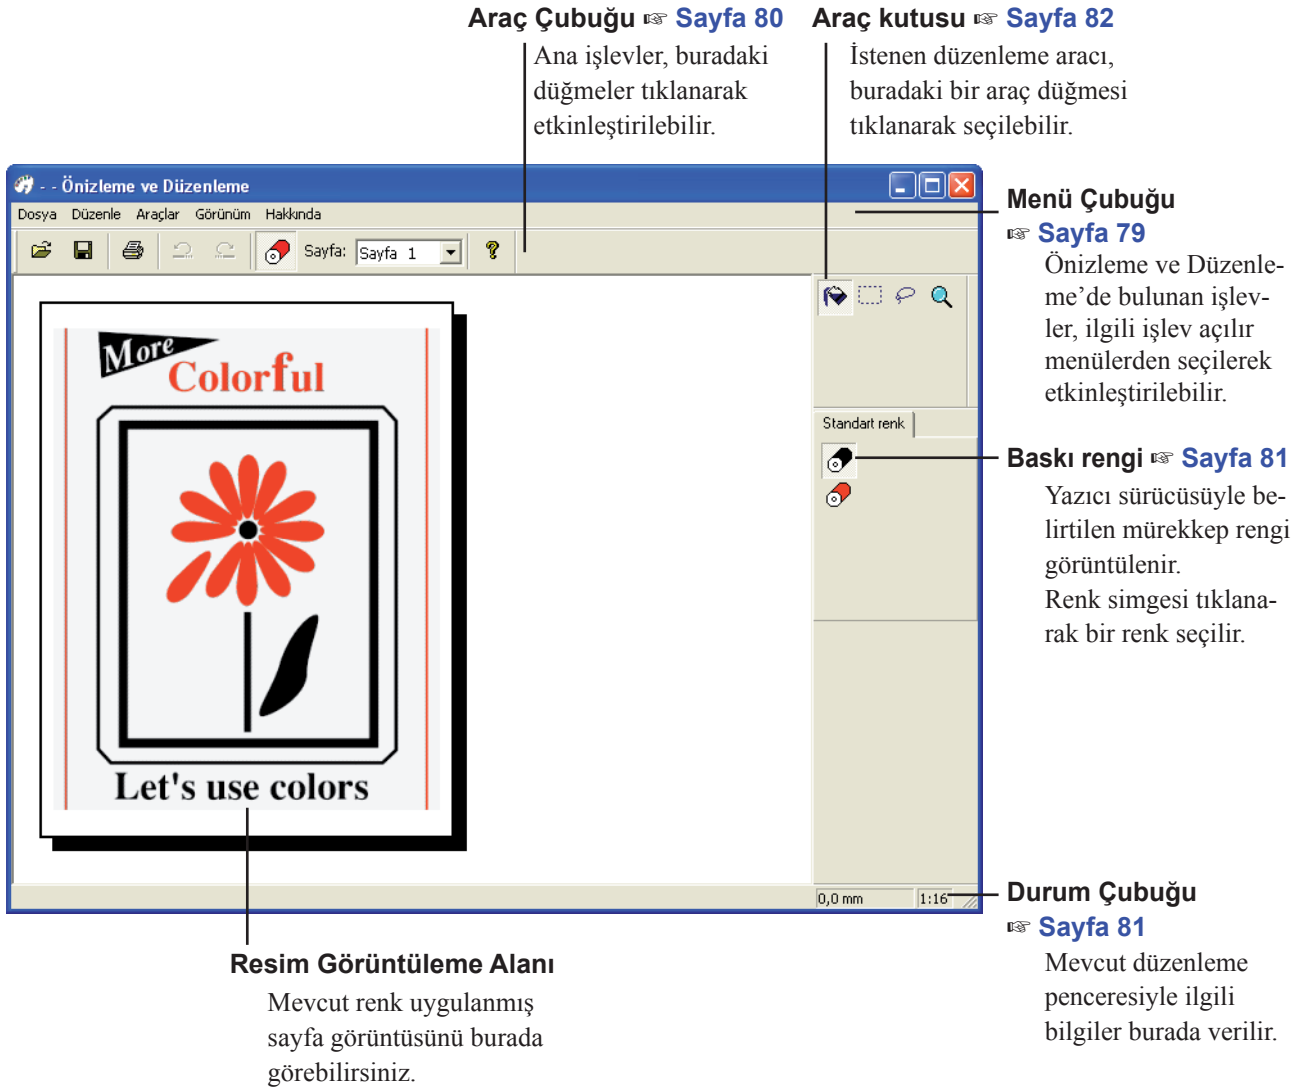 Araç Çubuğu ☞ Sayfa 80
Ana işlevler, buradaki
düğmeler tıklanarak
etkinleştirilebilir.
Araç kutusu ☞ Sayfa 82
İstenen düzenleme aracı,
buradaki bir araç düğmesi
tıklanarak seçilebilir.
- - Önizleme ve Düzenleme
Dosya Düzenle Araçlar Görünüm Hakkında
Sayfa: Sayfa 1
Menü Çubuğu
☞ Sayfa 79
Önizleme ve Düzenle-
me’de bulunan işlev-
ler, ilgili işlev açılır
menülerden seçilerek
etkinleştirilebilir.
More
Colorful
Let's use colors
Standart renk
Baskı rengi ☞ Sayfa 81
Yazıcı sürücüsüyle be-
lirtilen mürekkep rengi
görüntülenir.
Renk simgesi tıklana-
rak bir renk seçilir.
0,0 mm 1:16
Durum Çubuğu
☞ Sayfa 81
Mevcut düzenleme
penceresiyle ilgili
bilgiler burada verilir.
Resim Görüntüleme Alanı
Mevcut renk uygulanmış
sayfa görüntüsünü burada
görebilirsiniz.